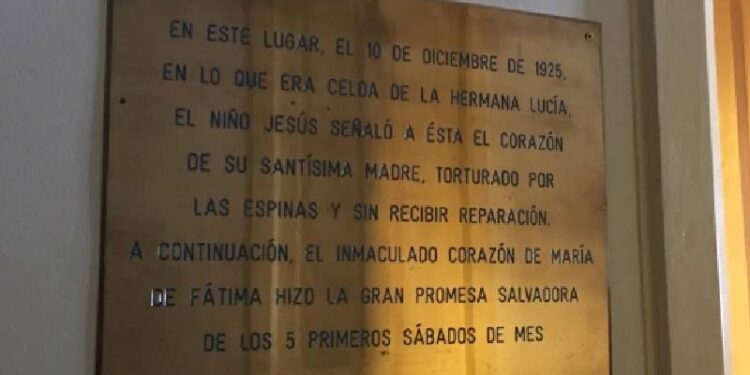 EN ESTE LUGAR, EL 10 DE DICIEMBRE DE 1925,
EN LO QUE ERA CELDA DE LA HERMANA LUCÍA,
EL NIÑO JESÚS SEÑALÓ A ÉSTA EL CORAZÓN
DE SU SANTÍSIMA MADRE, TORTURADO POR
LAS ESPINAS Y SIN RECIBIR REPARACIÓN.
A CONTINUACIÓN, EL INMACULADO CORAZÓN DE MARÍA
DE FÁTIMA HIZO LA GRAN PROMESA SALVADORA
DE LOS 5 PRIMEROS SÁBADOS DE MES